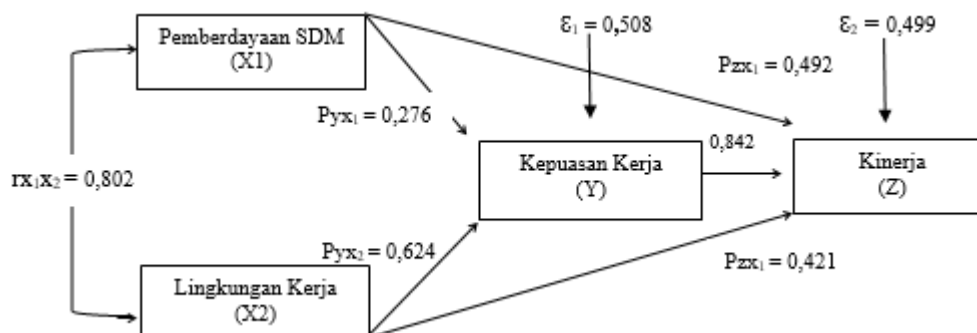 Pemberdayaan SDM
(X1)
Ɛ₁ = 0,508
Ɛ₂ = 0,499
Pzx₁ = 0,492
Pyx₁ = 0,276
0,842
Kepuasan Kerja
(Y)
Kinerja
(Z)
rx₁x₂ = 0,802
Pyx₂ = 0,624
Pzx₁ = 0,421
Lingkungan Kerja
(X2)